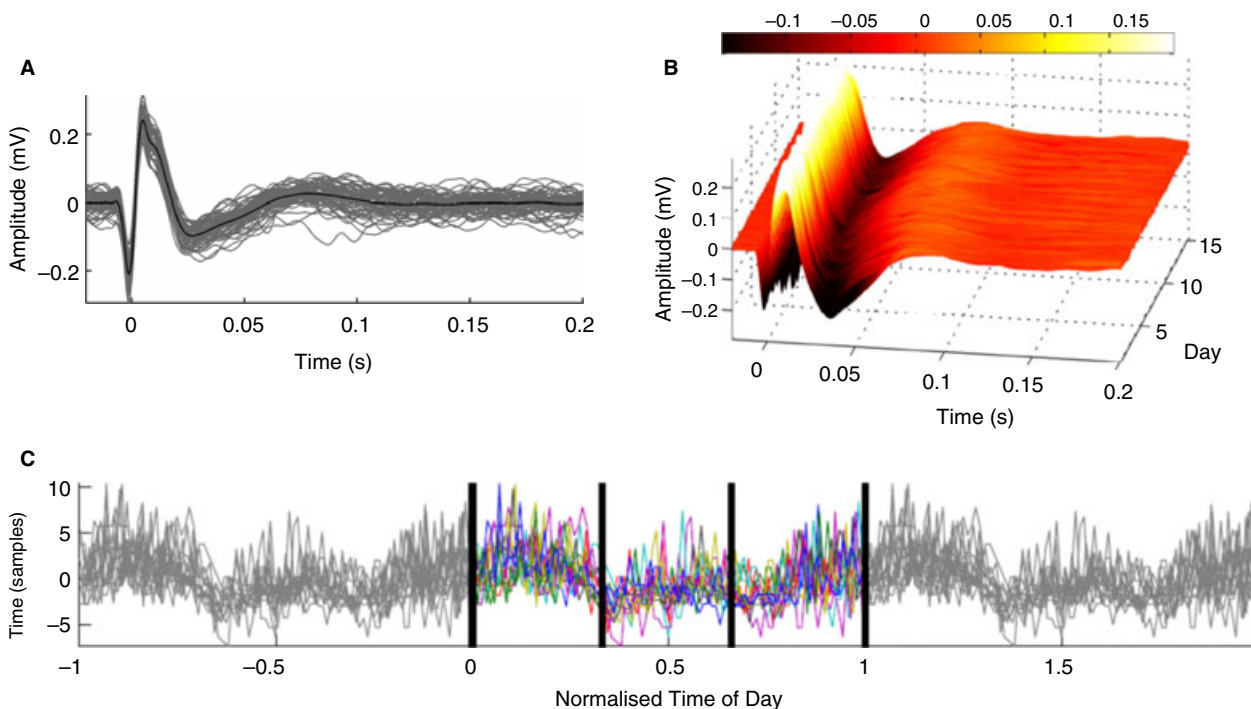 A
Amplitude (mV)
0.2
0
−0.2
0 0.05 0.1 0.15 0.2
Time (s)
−0.1 −0.05 0 0.05 0.1 0.15
B
Amplitude (mV)
0.2
0.1
0
−0.1
−0.2
15
10
5
Day
0 0.05 0.1 0.15 0.2
Time (s)
C
Time (samples)
10
5
0
−5
−1 −0.5 0 0.5 1 1.5
Normalised Time of Day